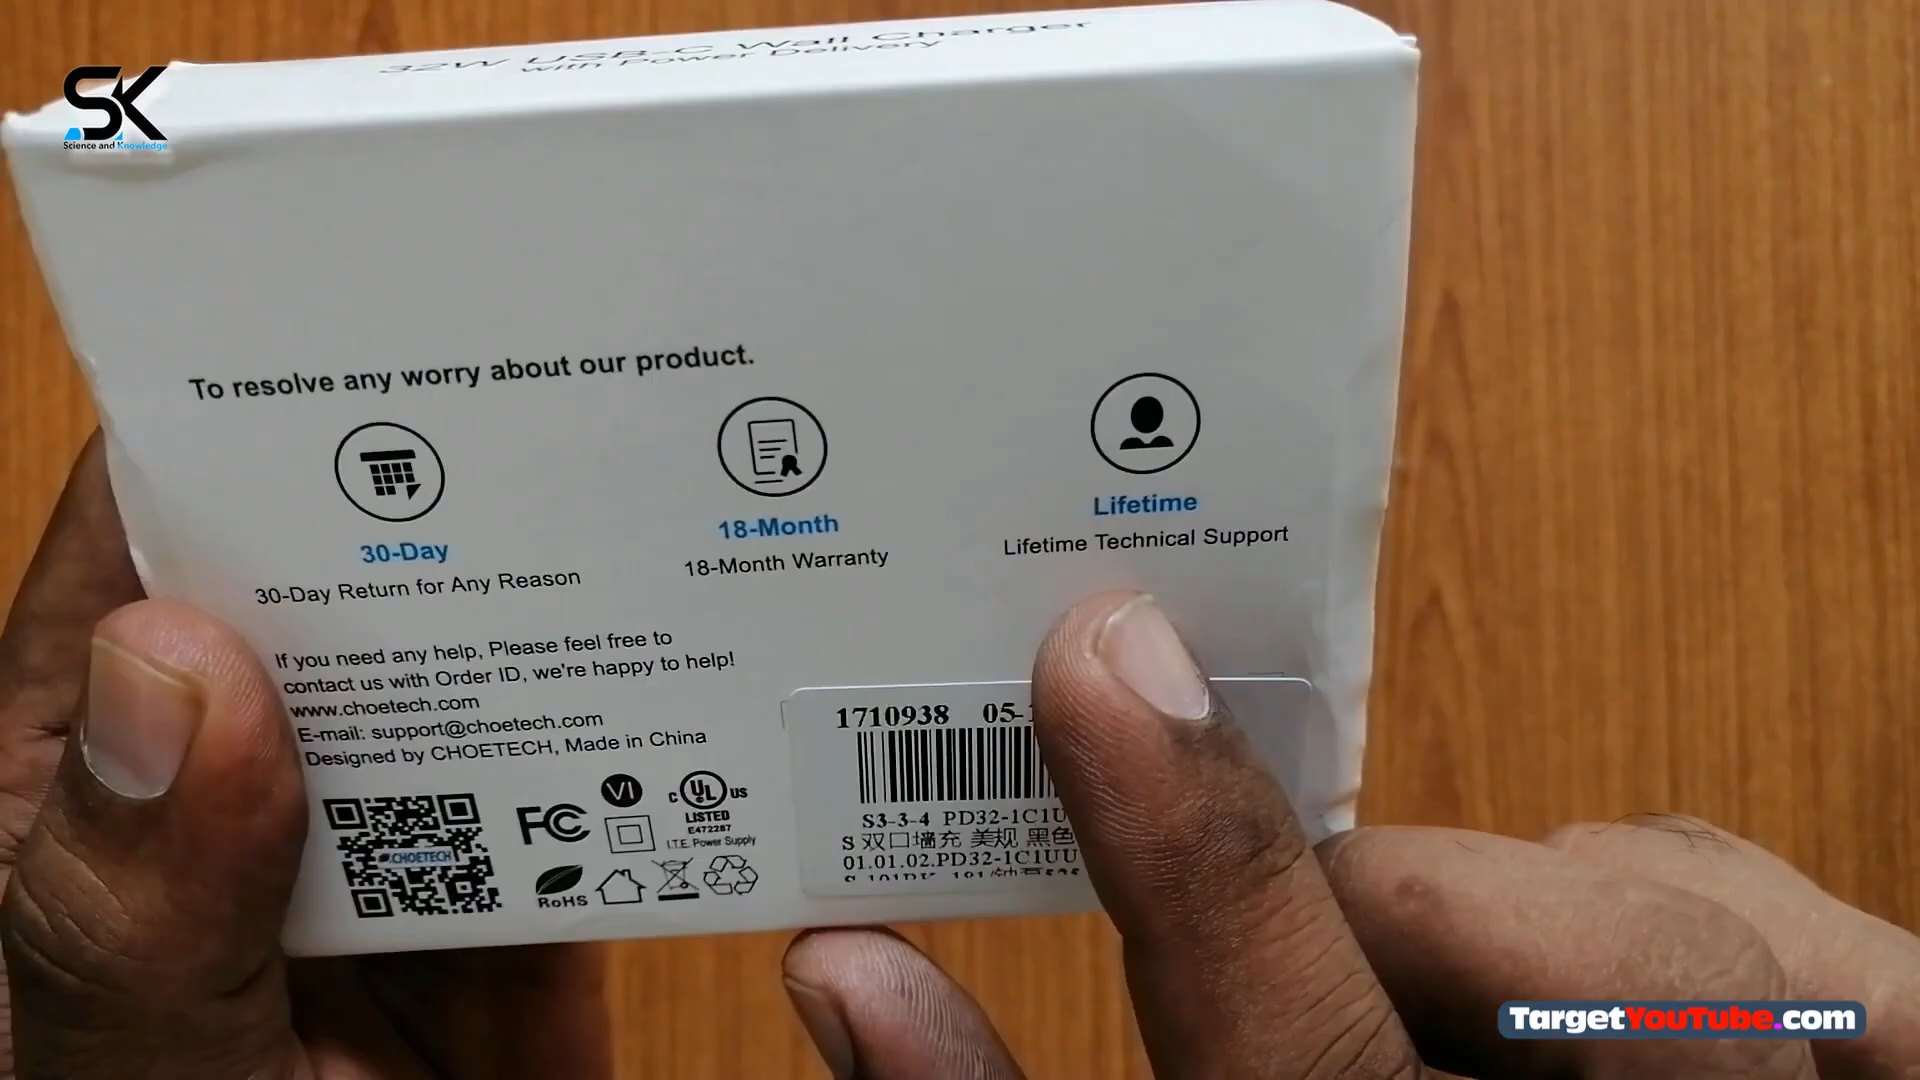 32W USB-C Wall Charger
with Power Delivery
SK
Science and Knowledge
To resolve any worry about our product.
30-Day
30-Day Return for Any Reason
18-Month
18-Month Warranty
Lifetime
Lifetime Technical Support
If you need any help, Please feel free to
contact us with Order ID, we're happy to help!
www.choetech.com
E-mail: support@choetech.com
Designed by CHOETECH, Made in China
CHOETECH
FC
VI
c UL us
LISTED
E472287
I.T.E. Power Supply
RoHS
1710938 05-
S3-3-4 PD32-1C1U
S 双口墙充 美规 黑色
01.01.02.PD32-1C1UU
TargetYouTube.com